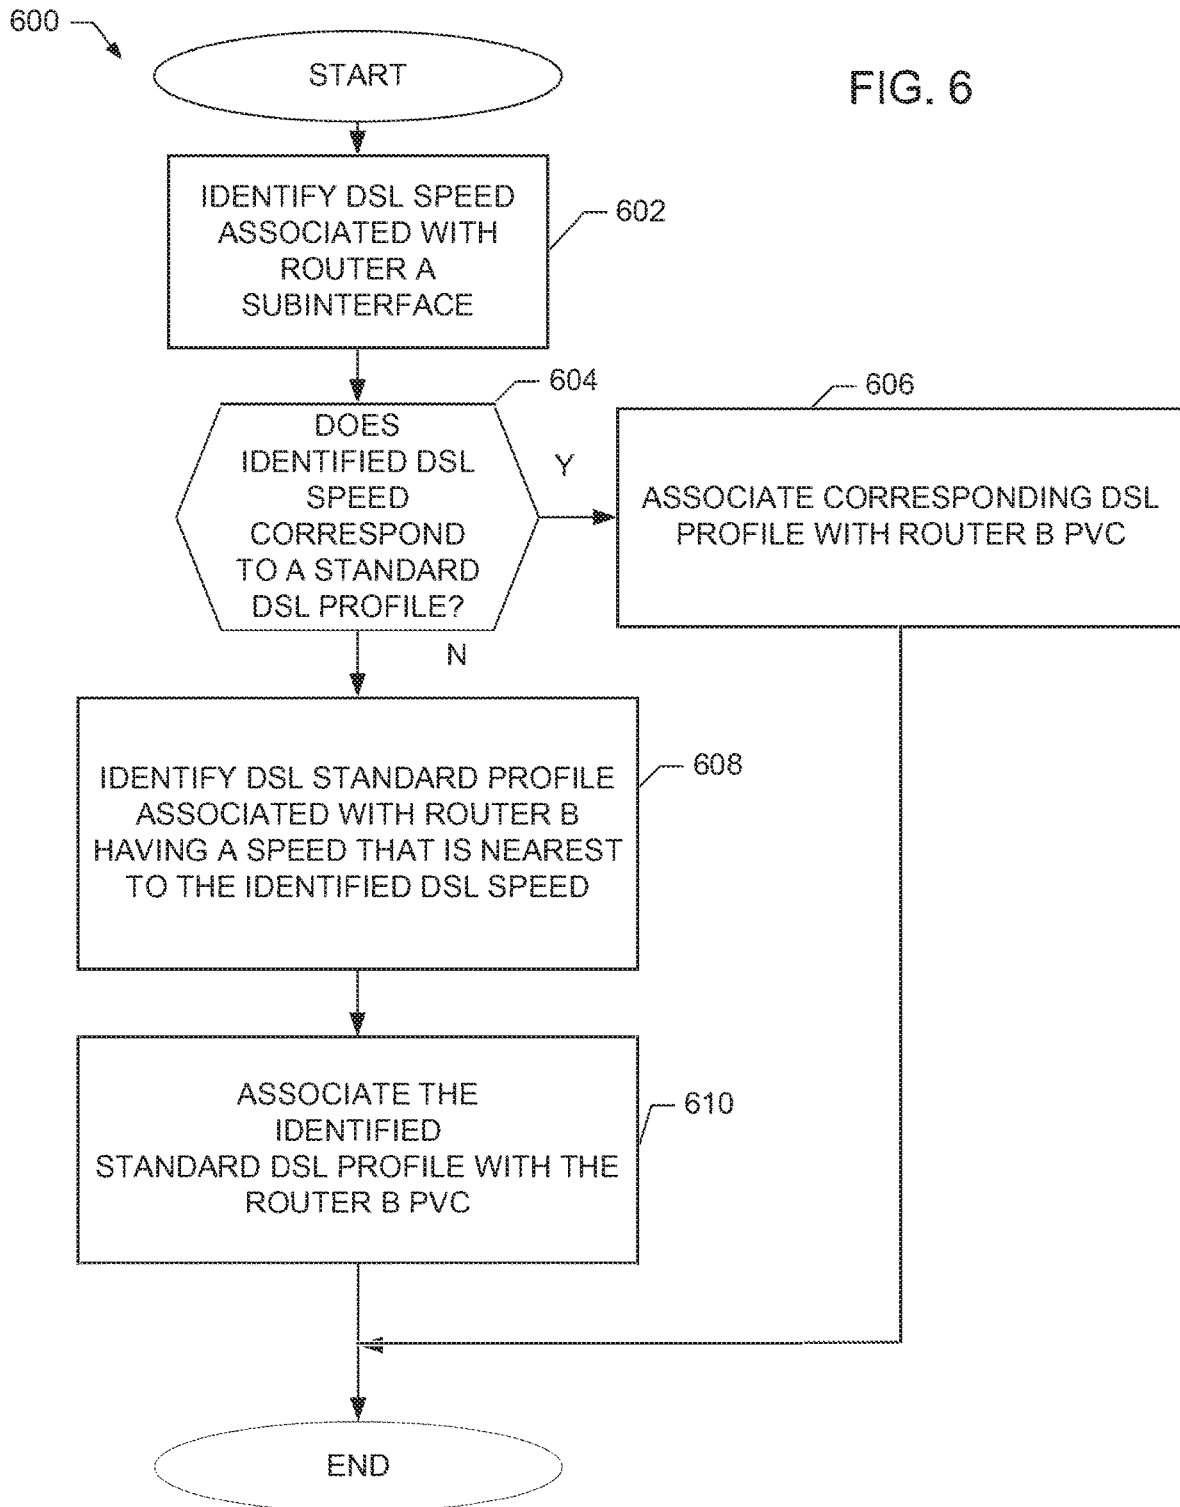 600
START
FIG. 6
IDENTIFY DSL SPEED
ASSOCIATED WITH
ROUTER A
SUBINTERFACE
602
604
DOES
IDENTIFIED DSL
SPEED
CORRESPOND
TO A STANDARD
DSL PROFILE?
Y
606
ASSOCIATE CORRESPONDING DSL
PROFILE WITH ROUTER B PVC
N
IDENTIFY DSL STANDARD PROFILE
ASSOCIATED WITH ROUTER B
HAVING A SPEED THAT IS NEAREST
TO THE IDENTIFIED DSL SPEED
608
ASSOCIATE THE
IDENTIFIED
STANDARD DSL PROFILE WITH THE
ROUTER B PVC
610
END